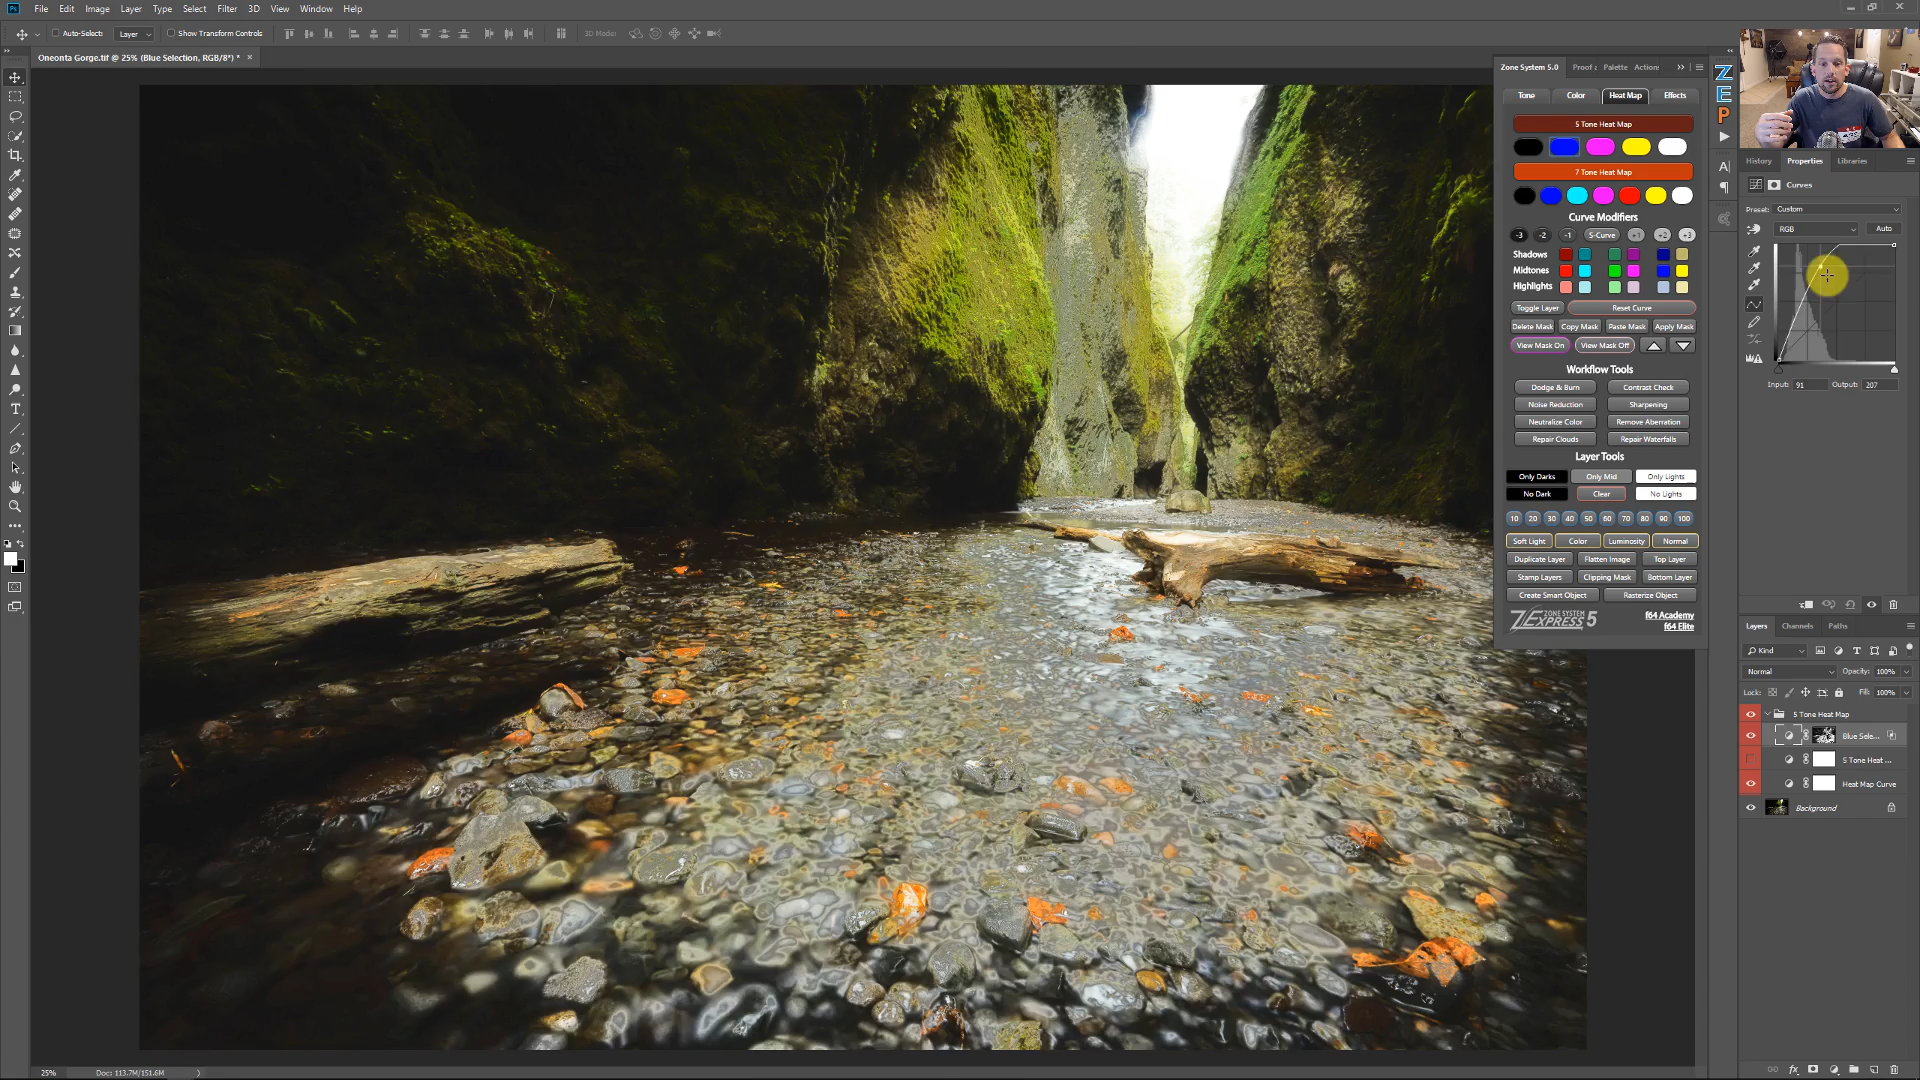 Ps File Edit Image Layer Type Select Filter 3D View Window Help
Auto-Select: Layer Show Transform Controls 3D Mode:
Oneonta Gorge.tif @ 25% (Blue Selection, RGB/8*) *
Zone System 5.0 Palette Action
Tone Color Heat Map Effects
5 Tone Heat Map
7 Tone Heat Map
Curve Modifiers
-3 -2 -1 S-Curve +1 +2 +3
Shadows
Midtones
Highlights
Toggle Layer Reset Curve
Delete Mask Copy Mask Paste Mask Apply Mask
View Mask On View Mask Off
Workflow Tools
Dodge & Burn Contrast Check
Noise Reduction Sharpening
Neutralize Color Remove Aberration
Repair Clouds Repair Waterfalls
Layer Tools
Only Darks Only Mid Only Lights
No Dark Clear No Lights
10 20 30 40 50 60 70 80 90 100
Soft Light Color Luminosity Normal
Duplicate Layer Flatten Image Top Layer
Stamp Layers Clipping Mask Bottom Layer
Create Smart Object Rasterize Object
ZONE SYSTEM EXPRESS 5
f64 Academy
f64 Elite
Z
E
P
History Properties Libraries
Curves
Preset: Custom
RGB Auto
Input: 91 Output: 207
Layers Channels Paths
Kind
Normal Opacity: 100%
Lock: Fill: 100%
5 Tone Heat Map
Blue Sele...
5 Tone Heat ...
Heat Map Curve
Background
25% Doc: 113.7M/151.6M